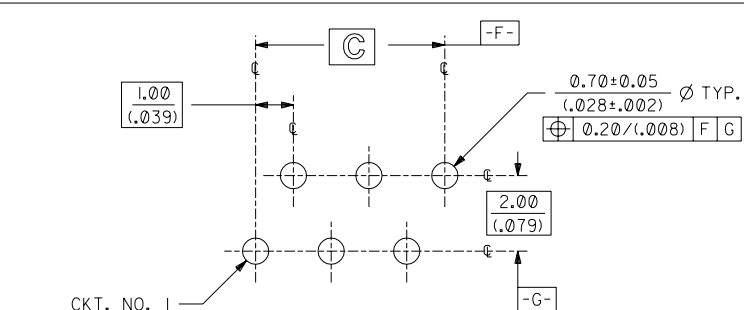 C
-F-
℄
℄
1.00
(.039)
℄
0.70±0.05
(.028±.002)
Ø TYP.
⌖ 0.20/(.008) F G
℄
2.00
(.079)
℄
CKT. NO. 1
-G-